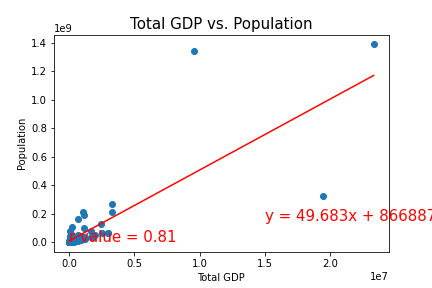 Total GDP vs. Population
1e9
1.4
1.2
1.0
0.8
0.6
0.4
0.2
0.0
Population
y = 49.683x + 866887
= 0.81
0.0
0.5
1.0
1.5
2.0
1e7
Total GDP